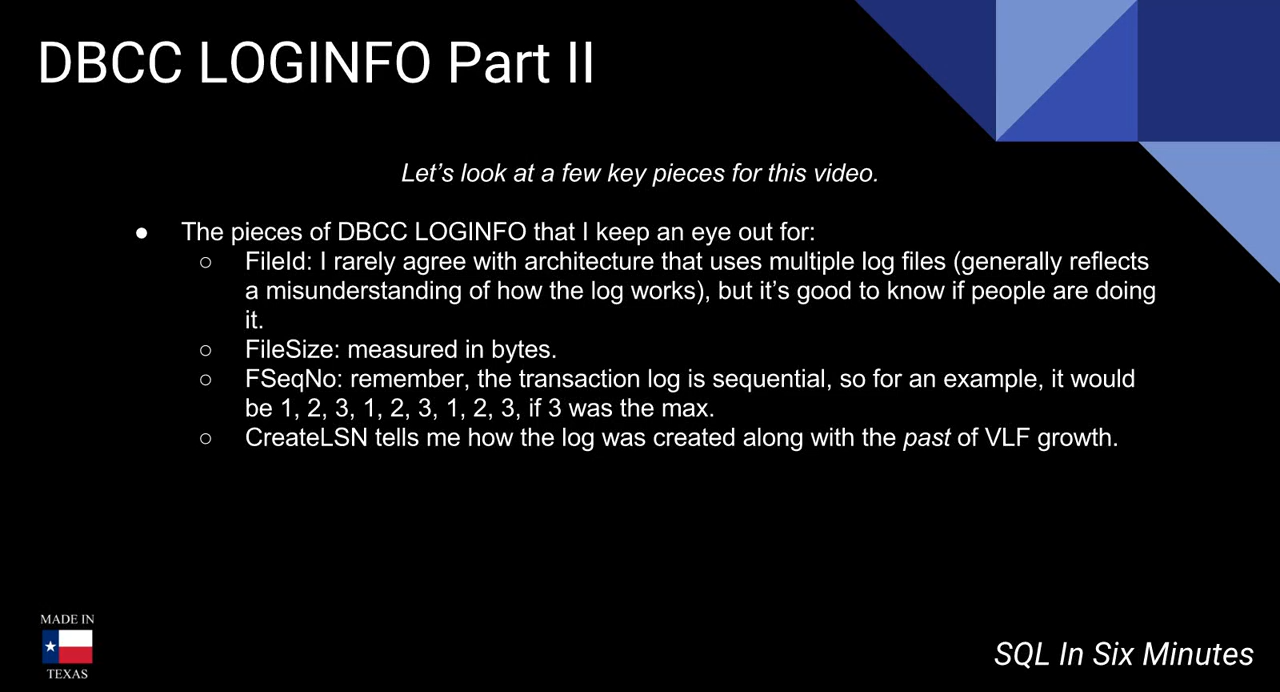 DBCC LOGINFO Part II
Let’s look at a few key pieces for this video.
● The pieces of DBCC LOGINFO that I keep an eye out for:
○ FileId: I rarely agree with architecture that uses multiple log files (generally reflects
a misunderstanding of how the log works), but it’s good to know if people are doing
it.
○ FileSize: measured in bytes.
○ FSeqNo: remember, the transaction log is sequential, so for an example, it would
be 1, 2, 3, 1, 2, 3, 1, 2, 3, if 3 was the max.
○ CreateLSN tells me how the log was created along with the past of VLF growth.
MADE IN
TEXAS
SQL In Six Minutes